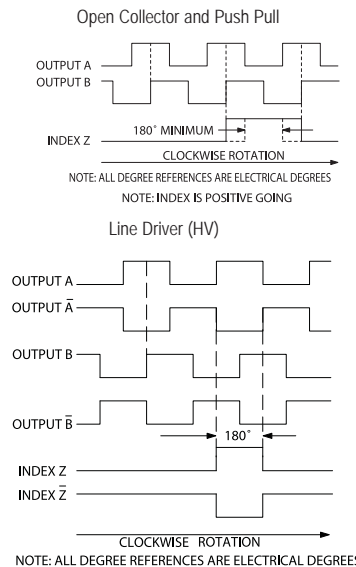 Open Collector and Push Pull
OUTPUT A
OUTPUT B
180° MINIMUM
INDEX Z
CLOCKWISE ROTATION
NOTE: ALL DEGREE REFERENCES ARE ELECTRICAL DEGREES
NOTE: INDEX IS POSITIVE GOING
Line Driver (HV)
OUTPUT A
OUTPUT A̅
OUTPUT B
OUTPUT B̅
180°
INDEX Z
INDEX Z̅
CLOCKWISE ROTATION
NOTE: ALL DEGREE REFERENCES ARE ELECTRICAL DEGREES